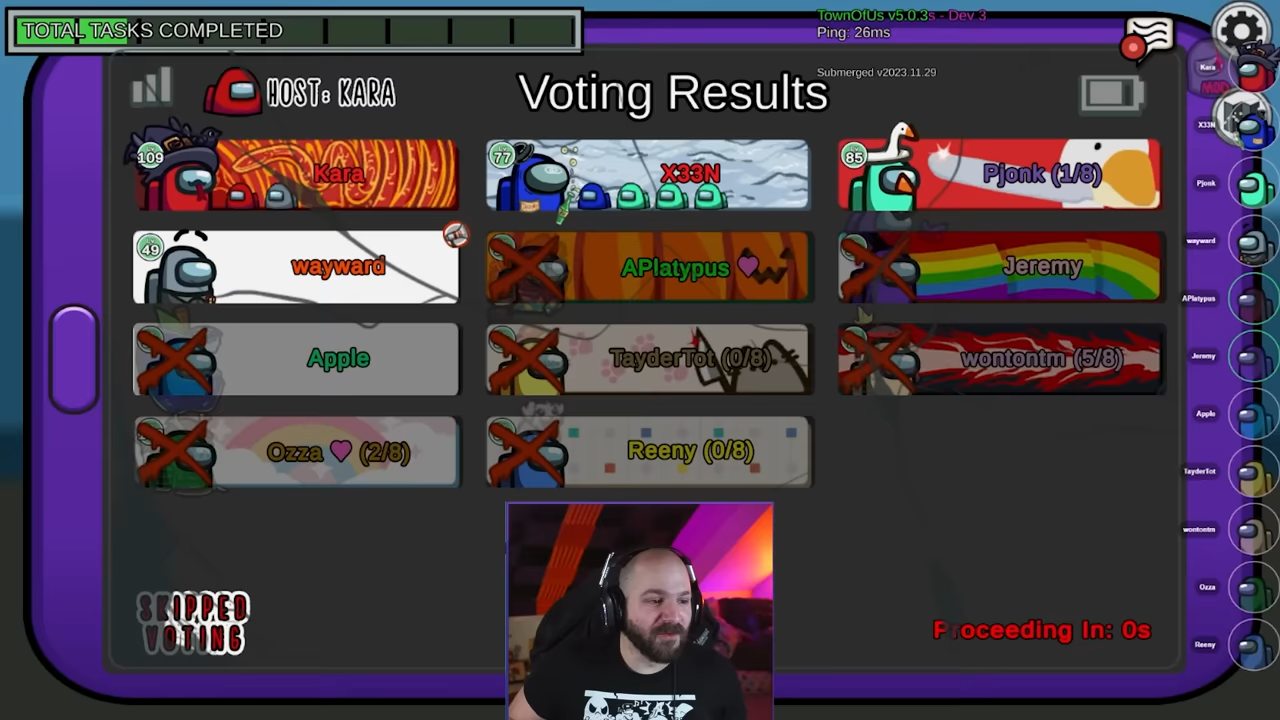 TOTAL TASKS COMPLETED
TownOfUs v5.0.3s - Dev 3
Ping: 26ms
Submerged v2023.11.29
HOST: KARA
Voting Results
109
Kara
77
X33N
85
Pjonk (1/8)
49
wayward
APlatypus
Jeremy
Apple
TayderTot (0/8)
wontontm (5/8)
Ozza 💜 (2/8)
Reeny (0/8)
SKIPPED
VOTING
Proceeding In: 0s
Kara
MOD
X33N
Pjonk
wayward
APlatypus
Jeremy
Apple
TayderTot
wontontm
Ozza
Reeny